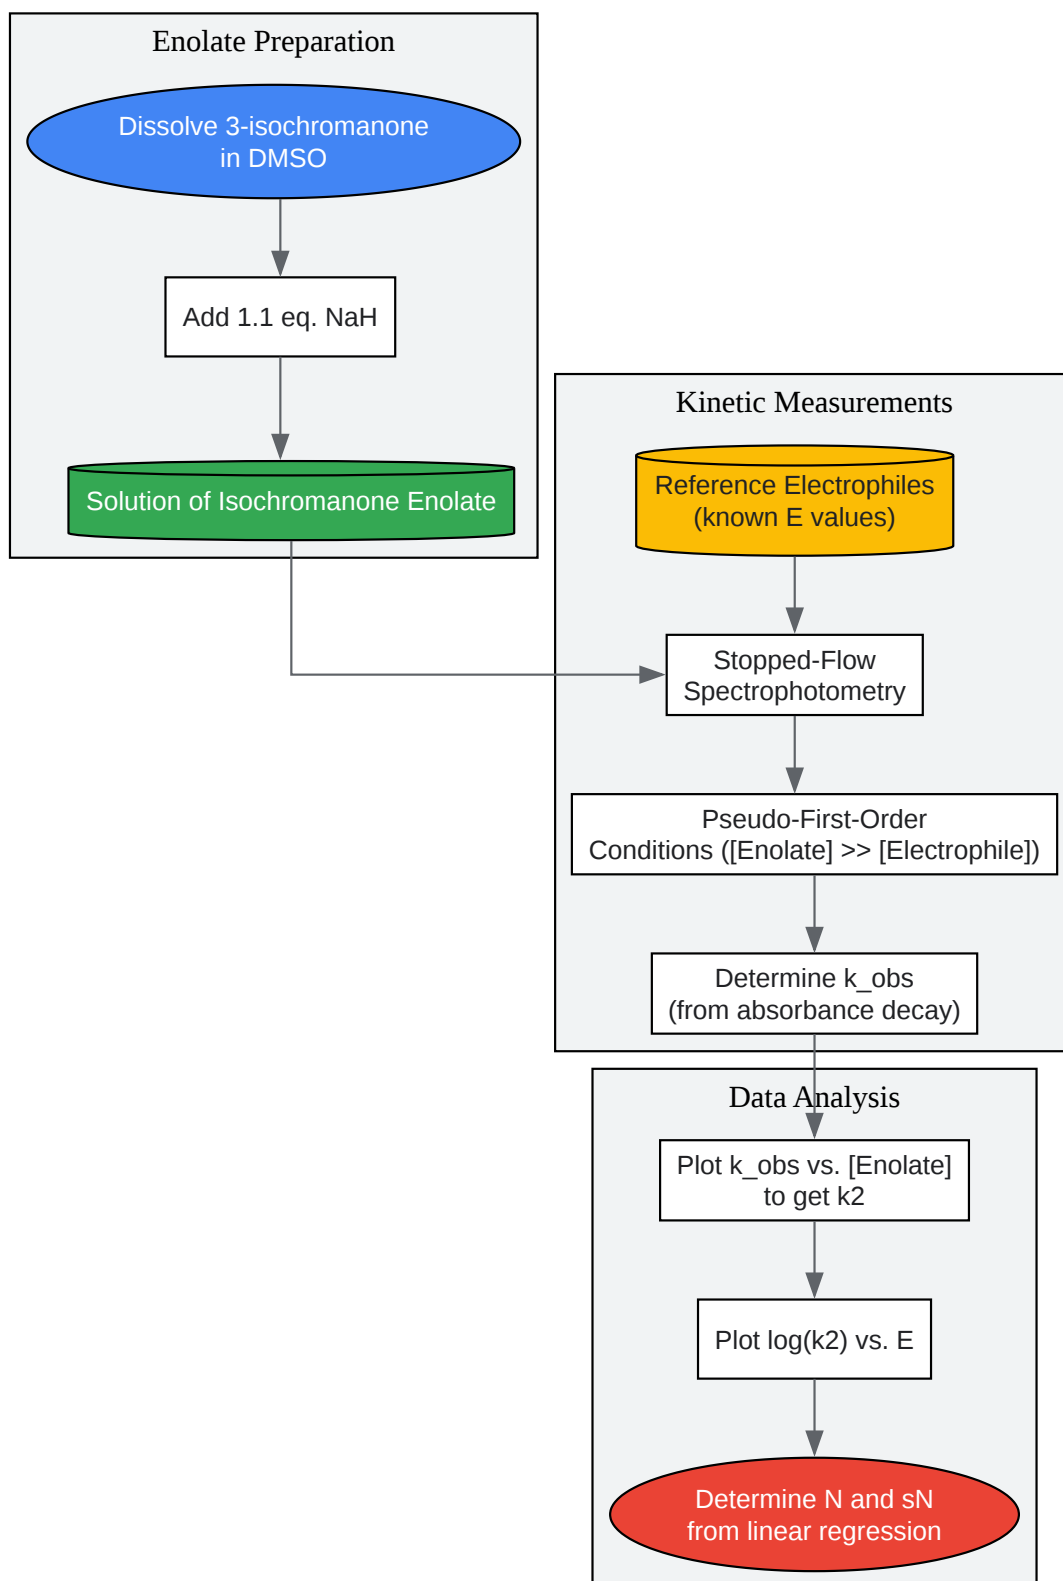 Enolate Preparation
Dissolve 3-isochromanone
in DMSO
Add 1.1 eq. NaH
Solution of Isochromanone Enolate
Kinetic Measurements
Reference Electrophiles
(known E values)
Stopped-Flow
Spectrophotometry
Pseudo-First-Order
Conditions ([Enolate] >> [Electrophile])
Determine k_obs
(from absorbance decay)
Data Analysis
Plot k_obs vs. [Enolate]
to get k2
Plot log(k2) vs. E
Determine N and sN
from linear regression